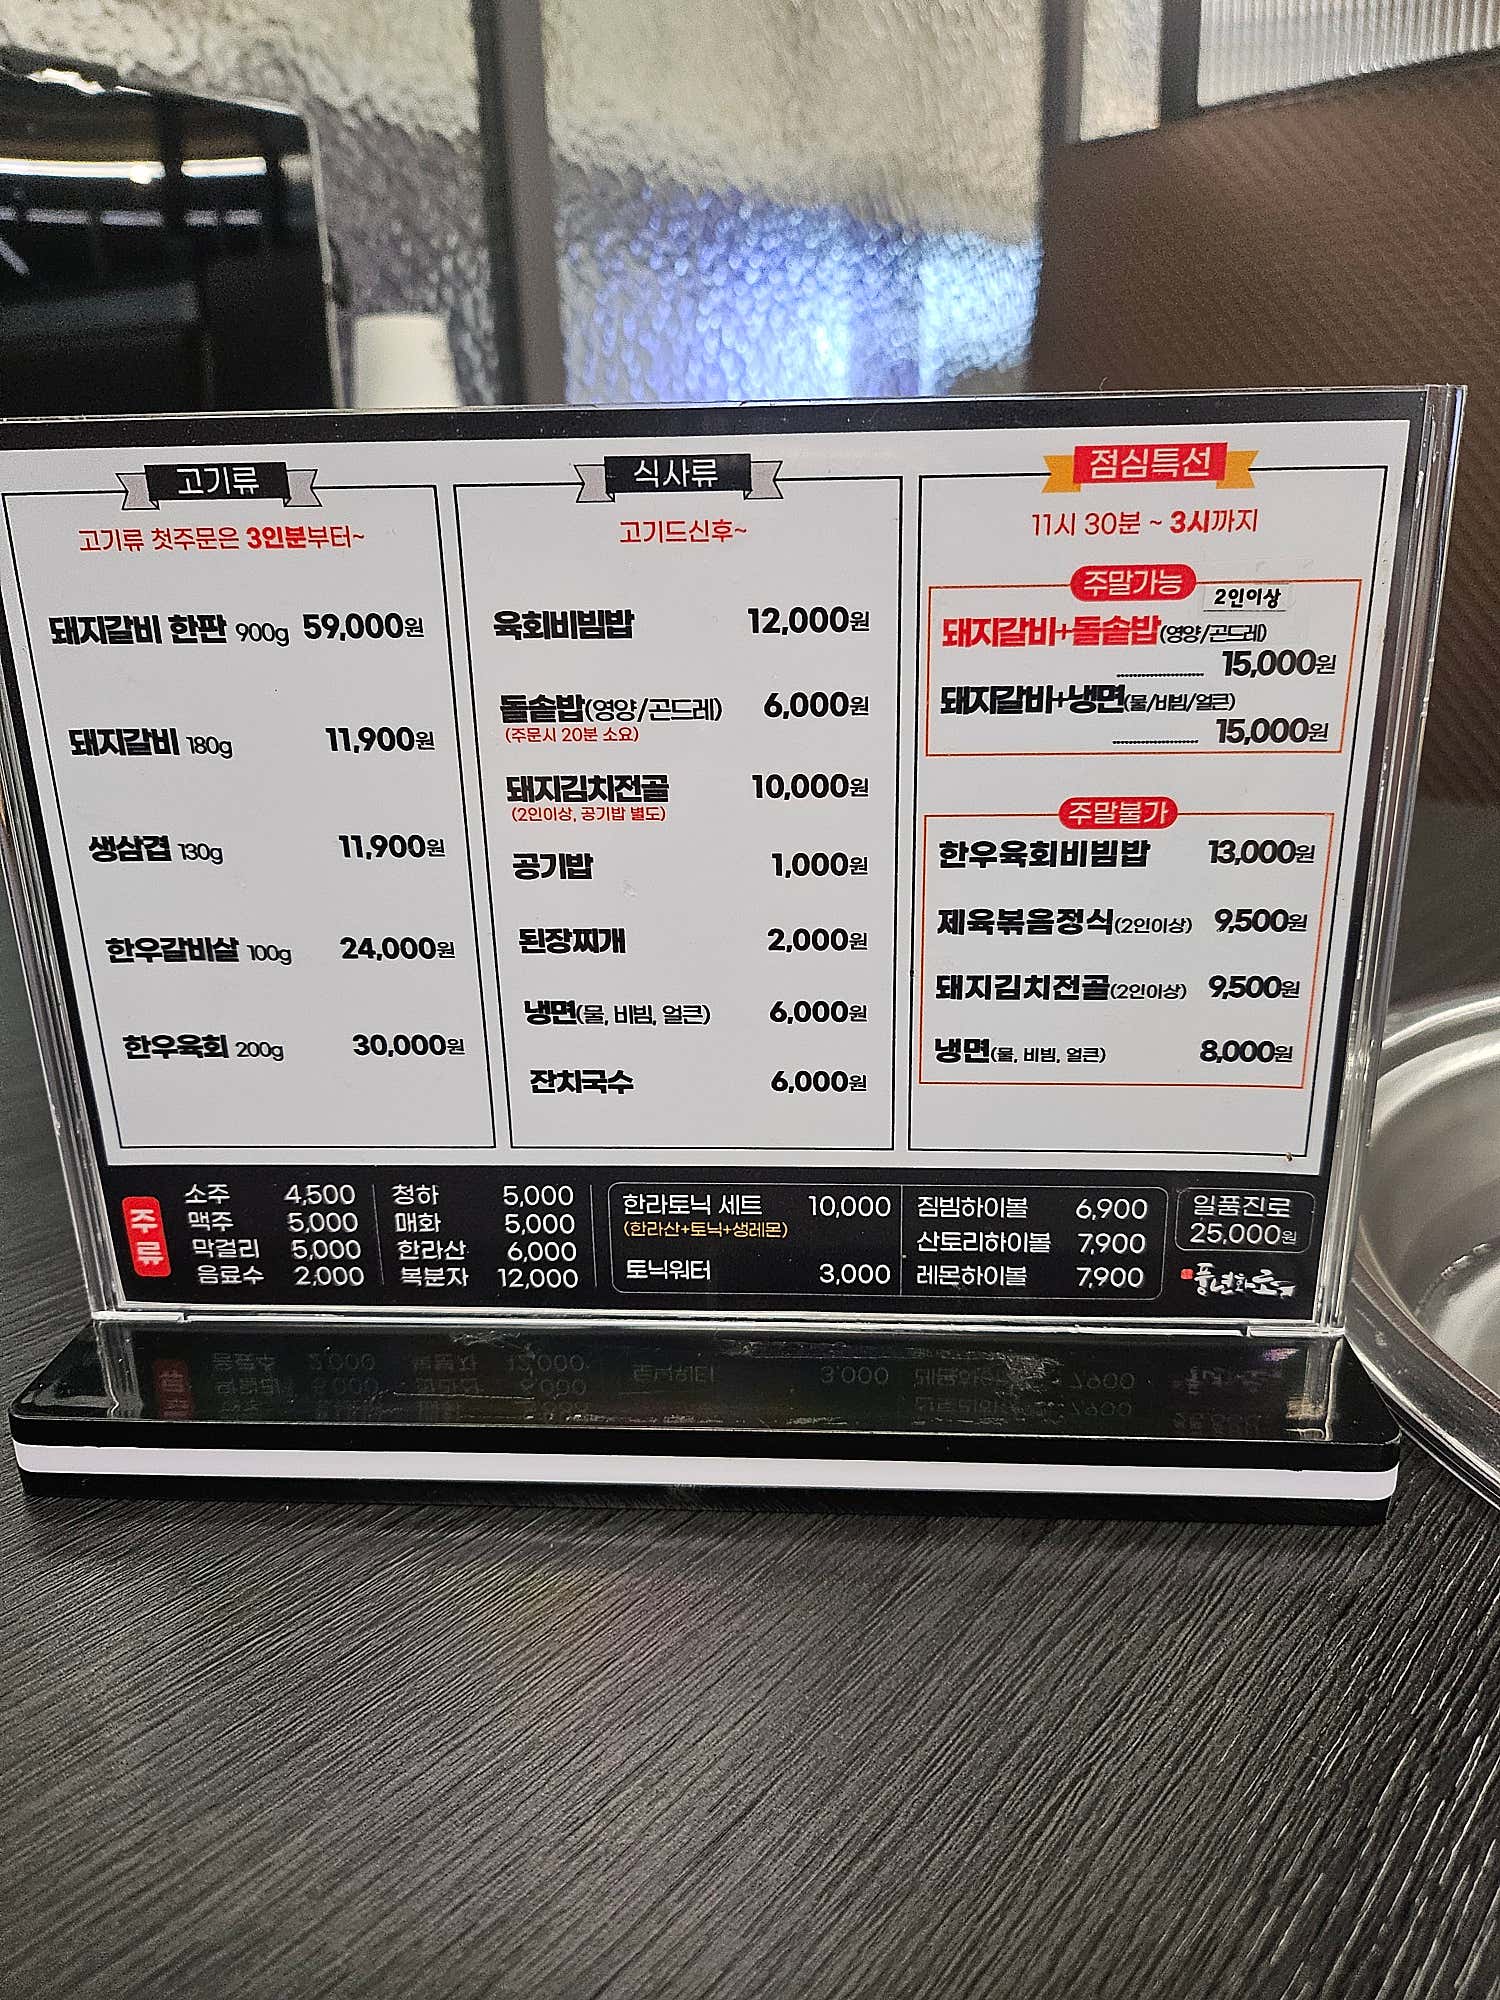 고기류
고기류 첫주문은 3인분부터~
돼지갈비 한판 900g 59,000원
돼지갈비 180g 11,900원
생삼겹 130g 11,900원
한우갈비살 100g 24,000원
한우육회 200g 30,000원
식사류
고기드신후~
육회비빔밥 12,000원
돌솥밥(영양/곤드레) 6,000원
(주문시 20분 소요)
돼지김치전골 10,000원
(2인이상, 공기밥 별도)
공기밥 1,000원
된장찌개 2,000원
냉면(물, 비빔, 얼큰) 6,000원
잔치국수 6,000원
점심특선
11시 30분 ~ 3시까지
주말가능
2인이상
돼지갈비+돌솥밥(영양/곤드레)
15,000원
돼지갈비+냉면(물/비빔/얼큰)
15,000원
주말불가
한우육회비빔밥 13,000원
제육볶음정식(2인이상) 9,500원
돼지김치전골(2인이상) 9,500원
냉면(물, 비빔, 얼큰) 8,000원
주류
소주 4,500
맥주 5,000
막걸리 5,000
음료수 2,000
청하 5,000
매화 5,000
한라산 6,000
복분자 12,000
한라토닉 세트 10,000
(한라산+토닉+생레몬)
토닉워터 3,000
짐빔하이볼 6,900
산토리하이볼 7,900
레몬하이볼 7,900
일품진로
25,000원
풍년화로